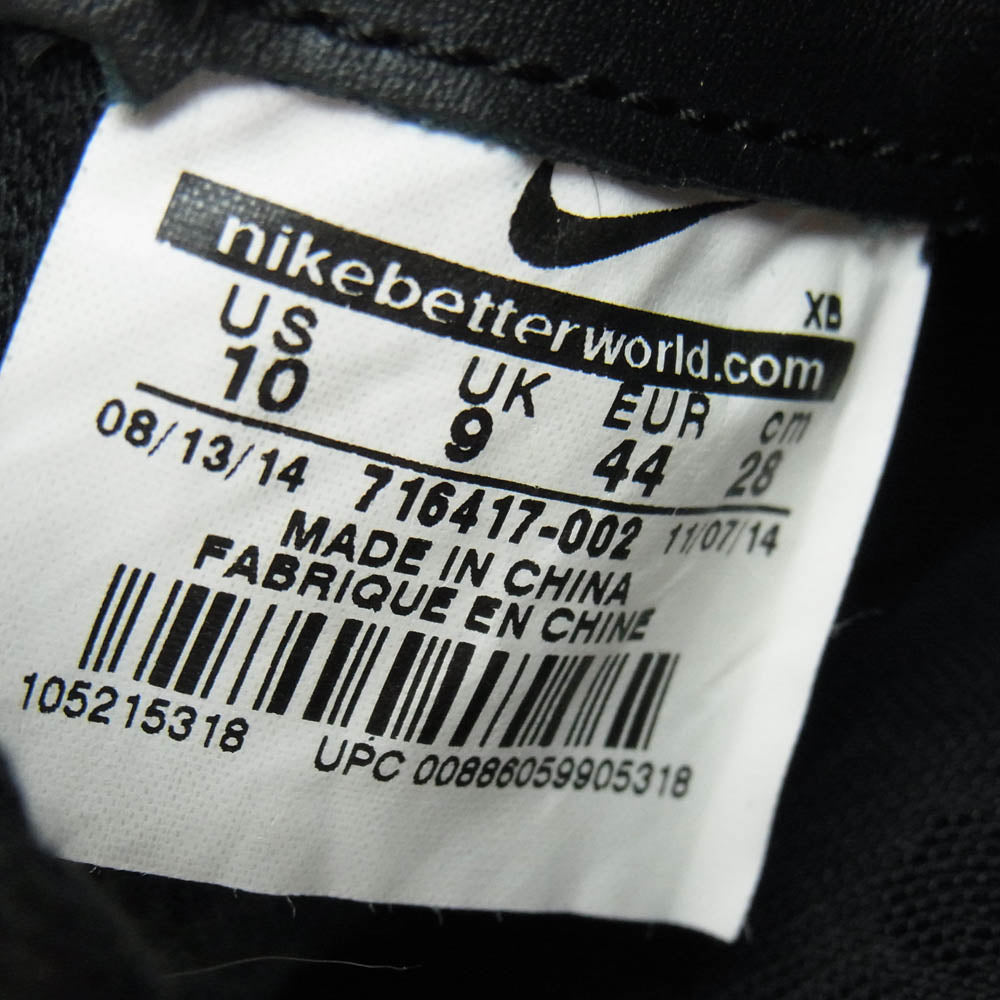 XB
nikebetterworld.com
US UK EUR cm
10 9 44 28
08/13/14 716417-002 11/07/14
MADE IN CHINA
FABRIQUE EN CHINE
105215318 UPC 00886059905318